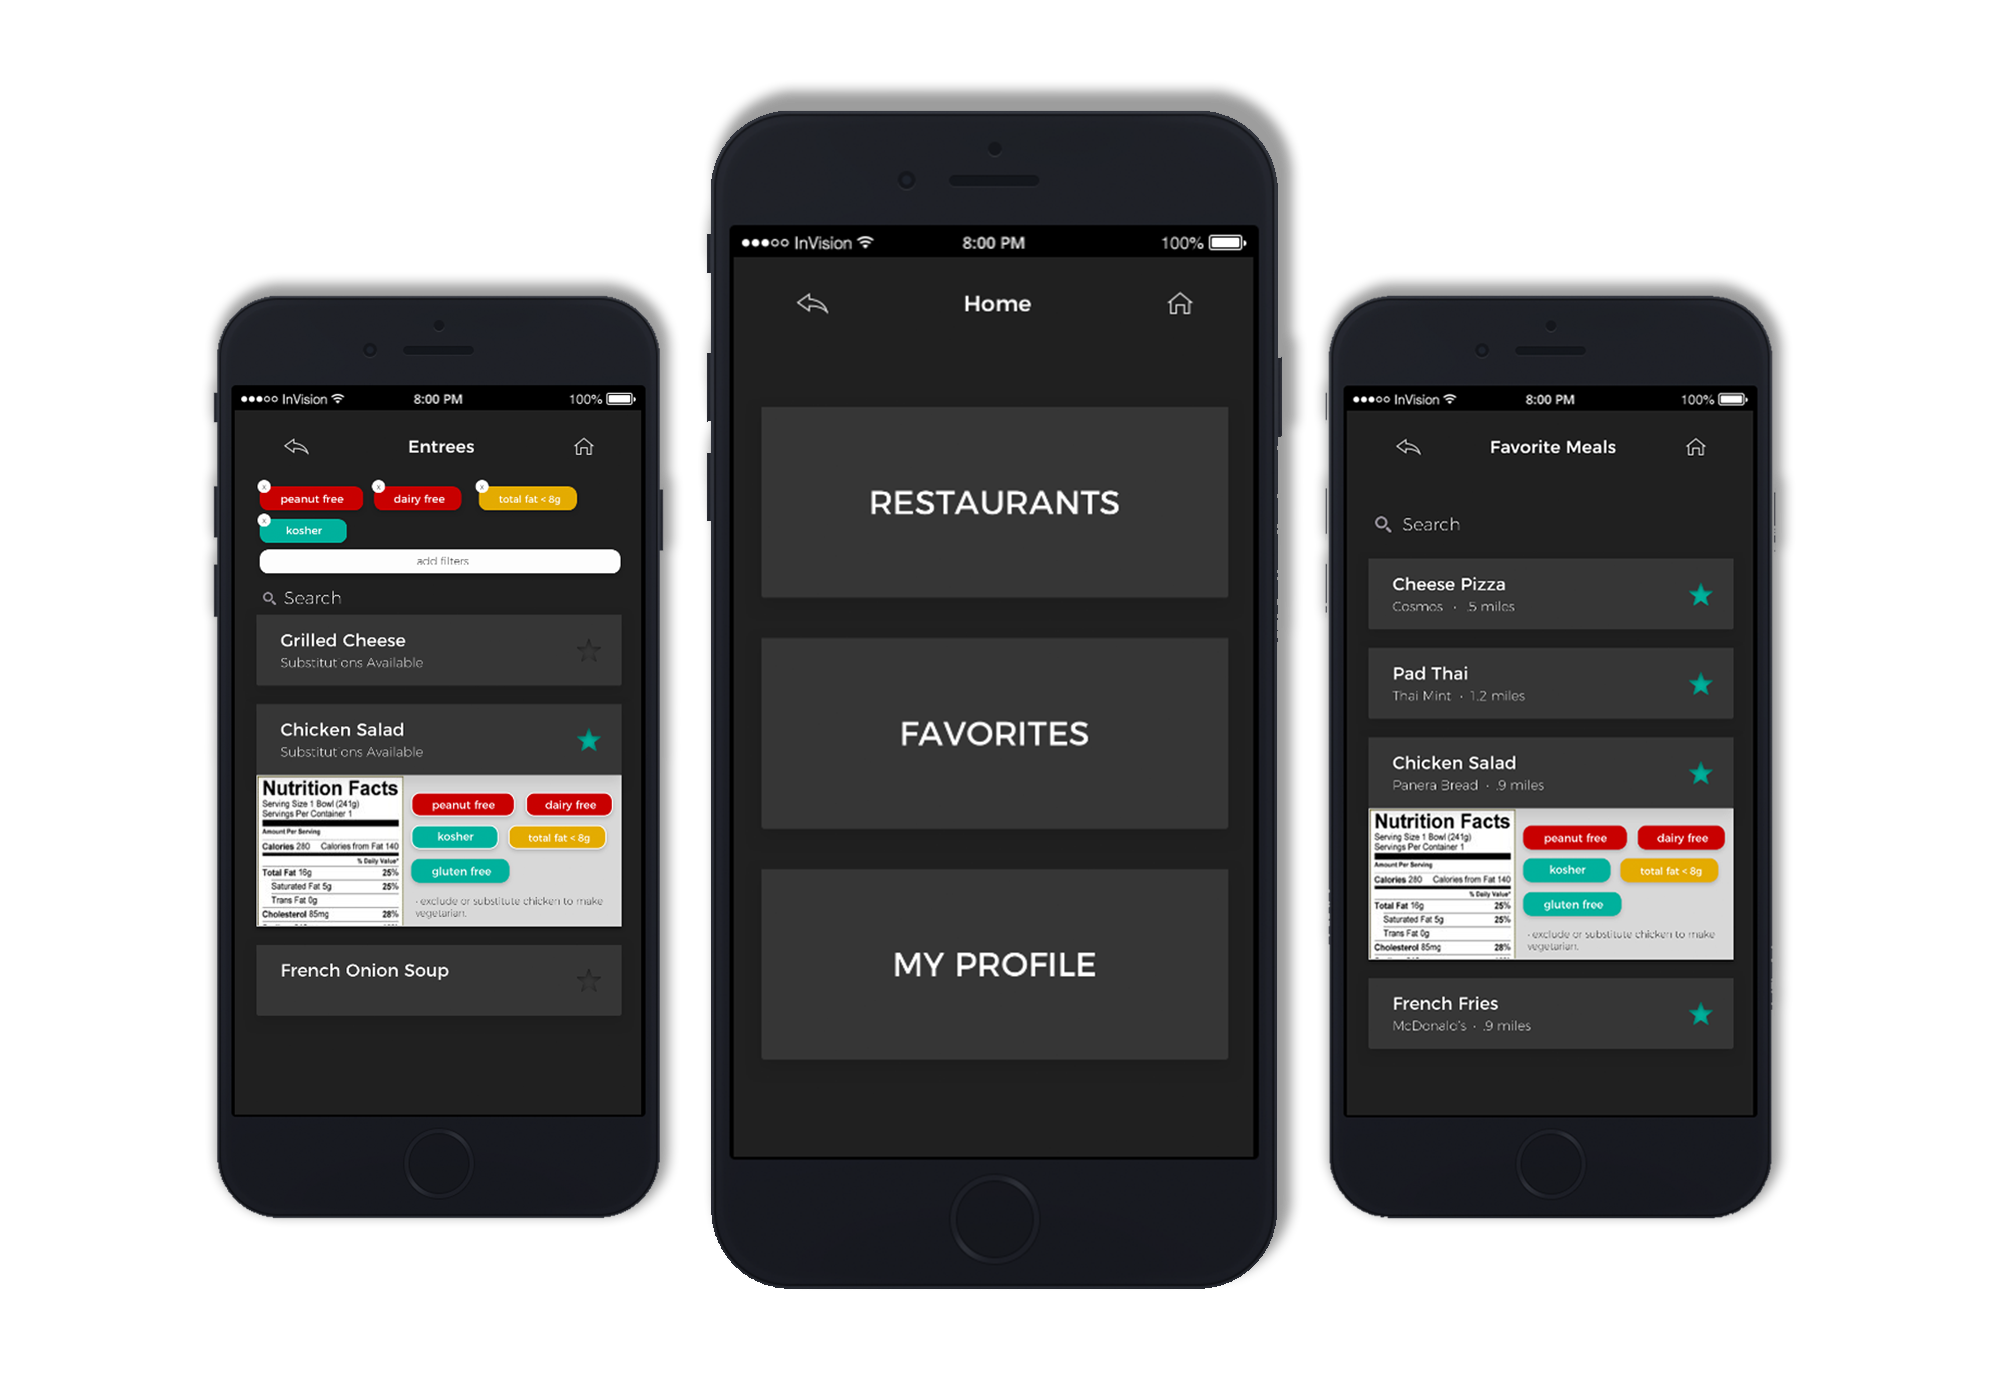 InVision 8:00 PM 100%
Entrees
x peanut free x dairy free x total fat < 8g
x kosher
add filters
Search
Grilled Cheese
Substitut ons Available
Chicken Salad
Substitut ons Available
Nutrition Facts
Serving Size 1 Bowl (241g)
Servings Per Container 1
Amount Per Serving
Calories 280 Calories from Fat 140
% Daily Value*
Total Fat 16g 25%
Saturated Fat 5g 25%
Trans Fat 0g
Cholesterol 85mg 28%
peanut free dairy free
kosher total fat < 8g
gluten free
- exclude or substitute chicken to make
vegetarian.
French Onion Soup
InVision 8:00 PM 100%
Home
RESTAURANTS
FAVORITES
MY PROFILE
InVision 8:00 PM 100%
Favorite Meals
Search
Cheese Pizza
Cosmos · .5 miles
Pad Thai
Thai Mint · 1.2 miles
Chicken Salad
Panera Bread · .9 miles
Nutrition Facts
Serving Size 1 Bowl (241g)
Servings Per Container 1
Amount Per Serving
Calories 280 Calories from Fat 140
% Daily Value*
Total Fat 16g 25%
Saturated Fat 5g 25%
Trans Fat 0g
Cholesterol 85mg 28%
peanut free dairy free
kosher total fat < 8g
gluten free
- exclude or substitute chicken to make
vegetarian.
French Fries
McDonald's · .9 miles